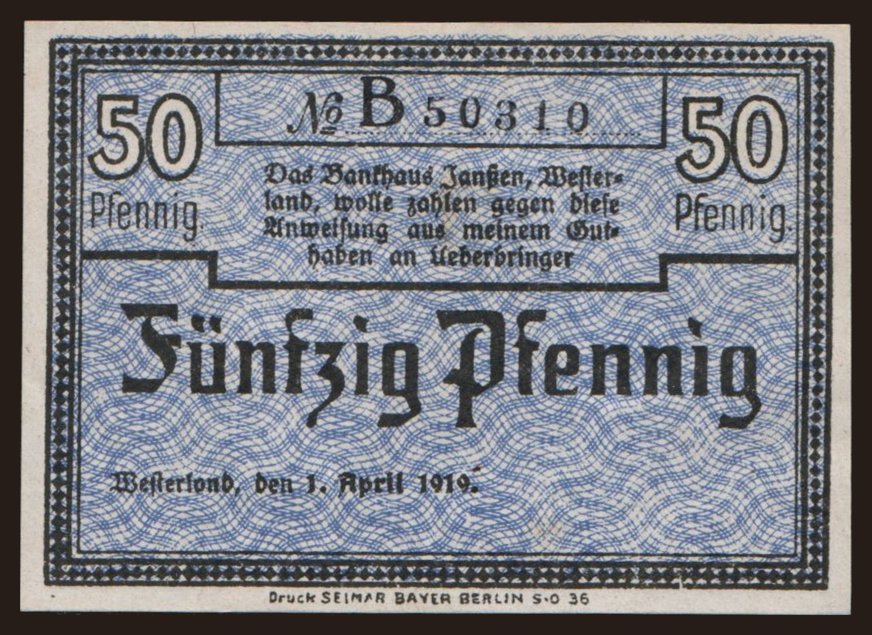 50
Pfennig.
№ B 50310
50
Pfennig.
Das Bankhaus Janßen, Wester-
land, wolle zahlen gegen diese
Anweisung aus meinem Gut-
haben an Ueberbringer
Fünfzig Pfennig
Westerland, den 1. April 1919.
Druck SELMAR BAYER BERLIN S·O 36